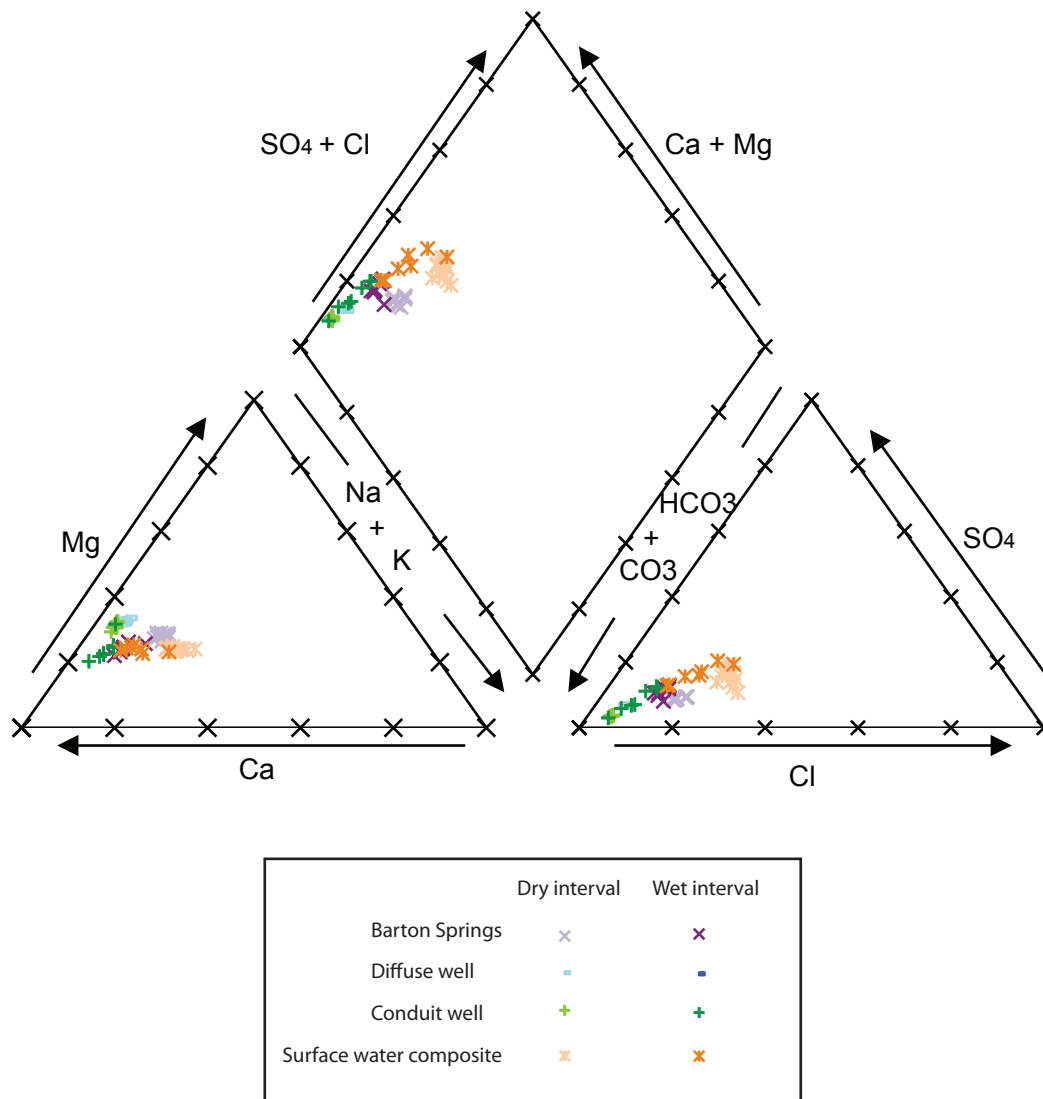 SO4 + Cl
Ca + Mg
Na
+
K
HCO3
+
CO3
Mg
SO4
Ca
Cl
Dry interval Wet interval
Barton Springs
Diffuse well
Conduit well
Surface water composite